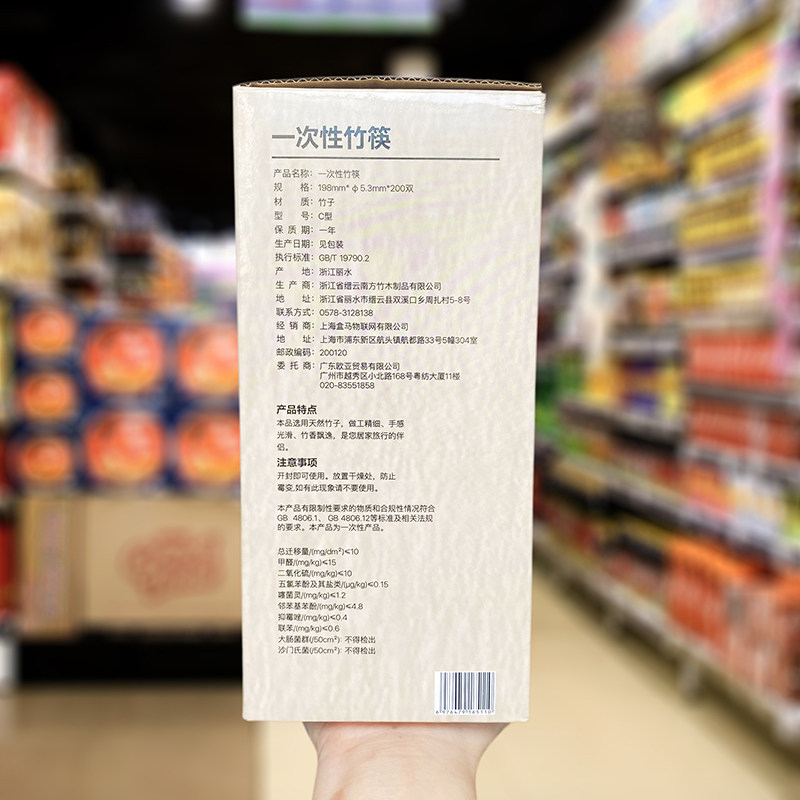 一次性竹筷
产品名称：一次性竹筷
规　　格：198mm* φ 5.3mm*200双
材　　质：竹子
型　　号：C型
保 质 期：一年
生产日期：见包装
执行标准：GB/T 19790.2
产　　地：浙江丽水
生 产 商：浙江省缙云南方竹木制品有限公司
地　　址：浙江省丽水市缙云县双溪口乡周扎村5-8号
联系方式：0578-3128138
经 销 商：上海盒马物联网有限公司
地　　址：上海市浦东新区航头镇航都路33号5幢304室
邮政编码：200120
委 托 商：广东欧亚贸易有限公司
广州市越秀区小北路168号粤纺大厦11楼
020-83551858
产品特点
本品选用天然竹子，做工精细、手感
光滑、竹香飘逸，是您居家旅行的伴
侣。
注意事项
开封即可使用。放置干燥处，防止
霉变,如有此现象请不要使用。
本产品有限制性要求的物质和合规性情况符合
GB 4806.1、GB 4806.12等标准及相关法规
的要求。本产品为一次性产品。
总迁移量/(mg/dm²)≤10
甲醛/(mg/kg)≤15
二氧化硫/(mg/kg)≤10
五氯苯酚及其盐类/(μg/kg)≤0.15
噻菌灵/(mg/kg)≤1.2
邻苯基苯酚/(mg/kg)≤4.8
抑霉唑/(mg/kg)≤0.4
联苯/(mg/kg)≤0.6
大肠菌群(/50cm²)：不得检出
沙门氏菌(/50cm²)：不得检出